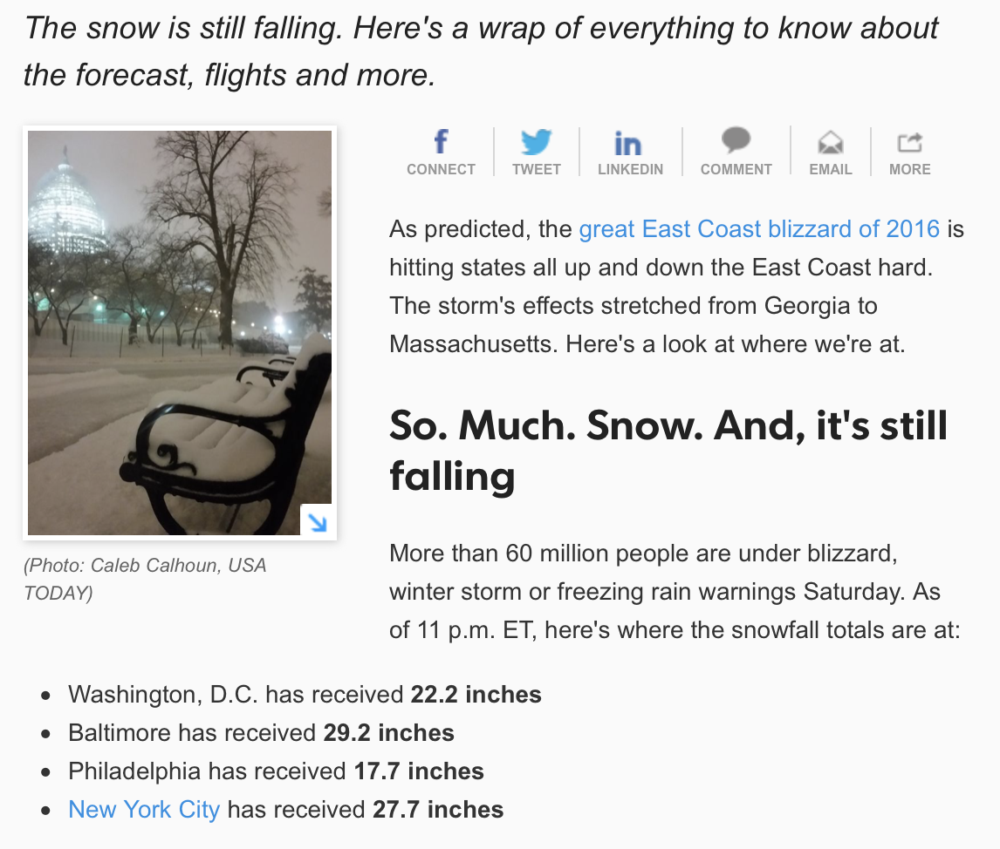 The snow is still falling. Here's a wrap of everything to know about
the forecast, flights and more.
CONNECT
TWEET
LINKEDIN
COMMENT
EMAIL
MORE
(Photo: Caleb Calhoun, USA
TODAY)
As predicted, the great East Coast blizzard of 2016 is
hitting states all up and down the East Coast hard.
The storm's effects stretched from Georgia to
Massachusetts. Here's a look at where we're at.
So. Much. Snow. And, it's still
falling
More than 60 million people are under blizzard,
winter storm or freezing rain warnings Saturday. As
of 11 p.m. ET, here's where the snowfall totals are at:
• Washington, D.C. has received 22.2 inches
• Baltimore has received 29.2 inches
• Philadelphia has received 17.7 inches
• New York City has received 27.7 inches